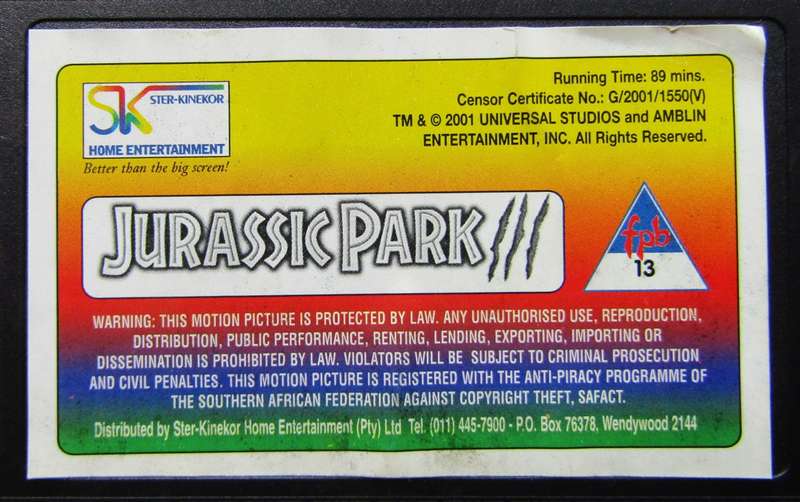 SK
STER-KINEKOR
HOME ENTERTAINMENT
Better than the big screen!
Running Time: 89 mins.
Censor Certificate No.: G/2001/1550(V)
TM & © 2001 UNIVERSAL STUDIOS and AMBLIN
ENTERTAINMENT, INC. All Rights Reserved.
JURASSIC PARK III
fpb
13
WARNING: THIS MOTION PICTURE IS PROTECTED BY LAW. ANY UNAUTHORISED USE, REPRODUCTION,
DISTRIBUTION, PUBLIC PERFORMANCE, RENTING, LENDING, EXPORTING, IMPORTING OR
DISSEMINATION IS PROHIBITED BY LAW. VIOLATORS WILL BE SUBJECT TO CRIMINAL PROSECUTION
AND CIVIL PENALTIES. THIS MOTION PICTURE IS REGISTERED WITH THE ANTI-PIRACY PROGRAMME OF
THE SOUTHERN AFRICAN FEDERATION AGAINST COPYRIGHT THEFT, SAFACT.
Distributed by Ster-Kinekor Home Entertainment (Pty) Ltd Tel. (011) 445-7900 - P.O. Box 76378, Wendywood 2144